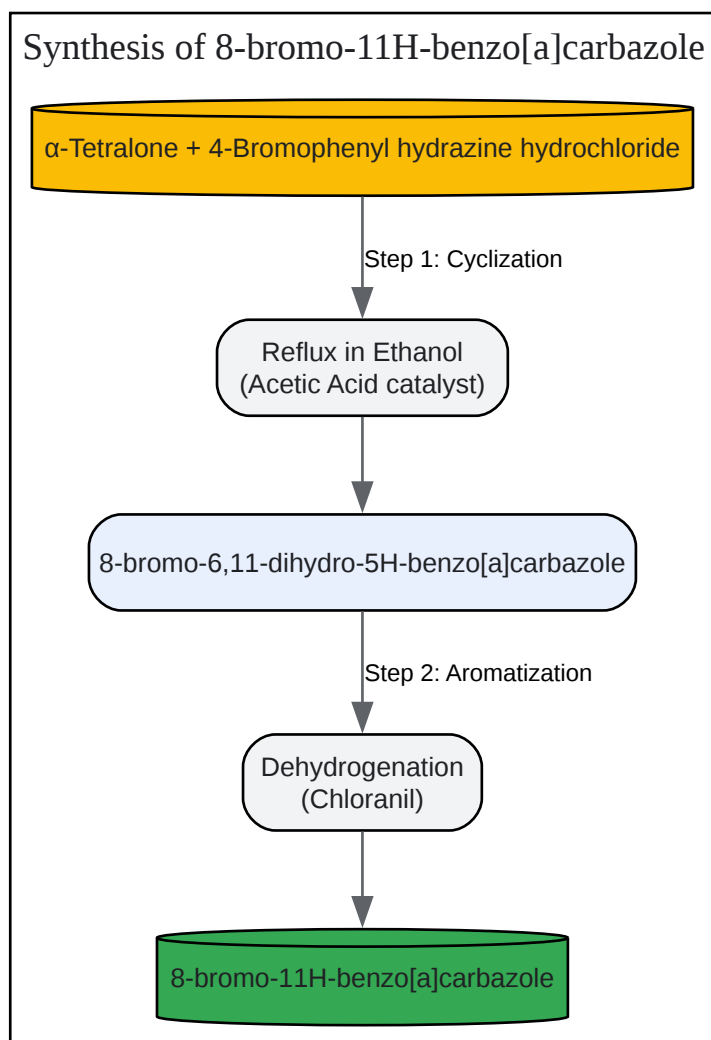 Synthesis of 8-bromo-11H-benzo[a]carbazole
α-Tetralone + 4-Bromophenyl hydrazine hydrochloride
Step 1: Cyclization
Reflux in Ethanol
(Acetic Acid catalyst)
8-bromo-6,11-dihydro-5H-benzo[a]carbazole
Step 2: Aromatization
Dehydrogenation
(Chloranil)
8-bromo-11H-benzo[a]carbazole